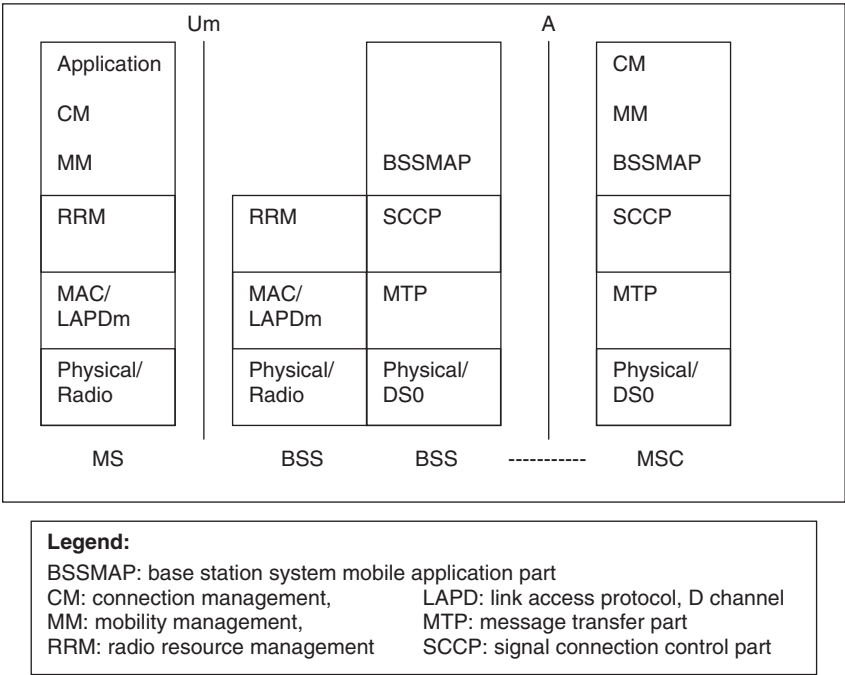 Um A
Application CM
CM MM
MM BSSMAP BSSMAP
RRM RRM SCCP SCCP
MAC/ MAC/ MTP MTP
LAPDm LAPDm
Physical/ Physical/ Physical/ Physical/
Radio Radio DS0 DS0
MS BSS BSS ----------- MSC
Legend:
BSSMAP: base station system mobile application part
CM: connection management, LAPD: link access protocol, D channel
MM: mobility management, MTP: message transfer part
RRM: radio resource management SCCP: signal connection control part